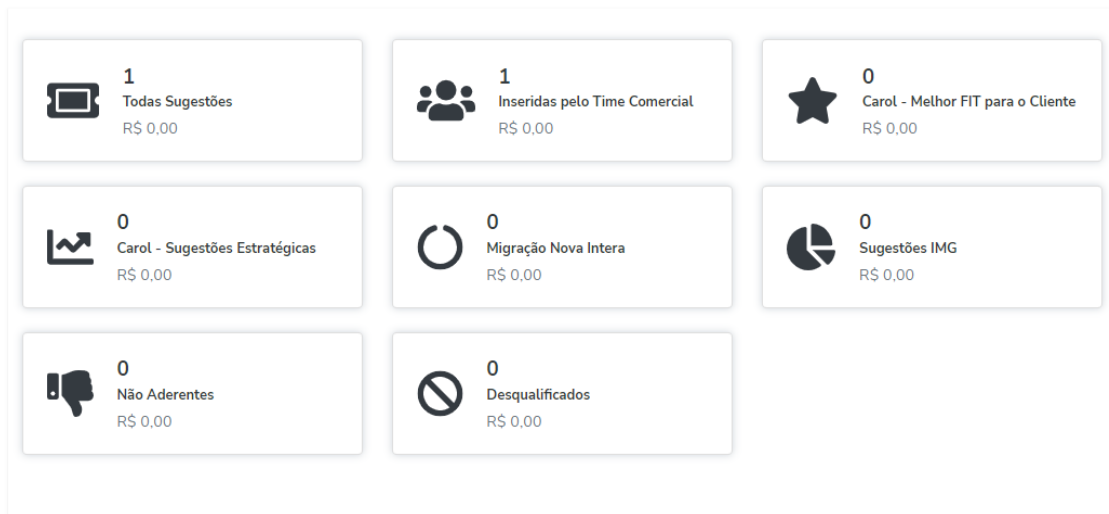 1
Todas Sugestões
R$ 0,00
1
Inseridas pelo Time Comercial
R$ 0,00
0
Carol - Melhor FIT para o Cliente
R$ 0,00
0
Carol - Sugestões Estratégicas
R$ 0,00
0
Migração Nova Intera
R$ 0,00
0
Sugestões IMG
R$ 0,00
0
Não Aderentes
R$ 0,00
0
Desqualificados
R$ 0,00